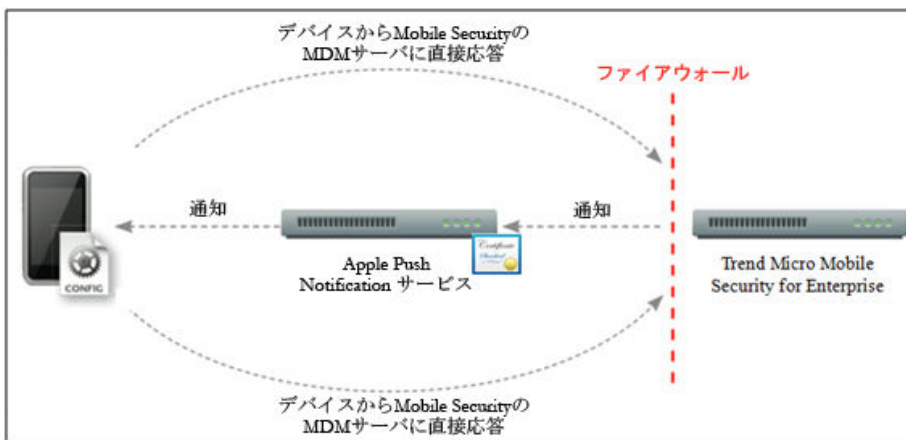 デバイスからMobile Securityの
MDMサーバに直接応答
ファイアウォール
通知
通知
CONFIG
Certificate
Standard
Apple Push
Notification サービス
Trend Micro Mobile
Security for Enterprise
デバイスからMobile Securityの
MDMサーバに直接応答